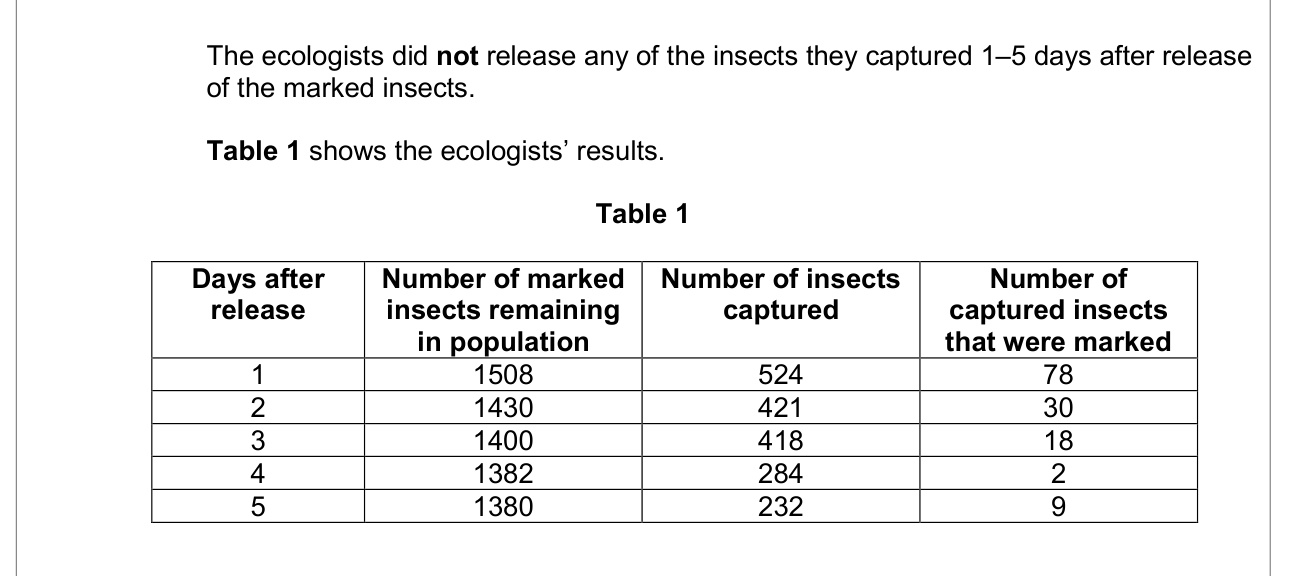 The ecologists did not release any of the insects they captured 1–5 days after release
of the marked insects.
Table 1 shows the ecologists’ results.
Table 1
Days after release Number of marked insects remaining in population Number of insects captured Number of captured insects that were marked
1 1508 524 78
2 1430 421 30
3 1400 418 18
4 1382 284 2
5 1380 232 9